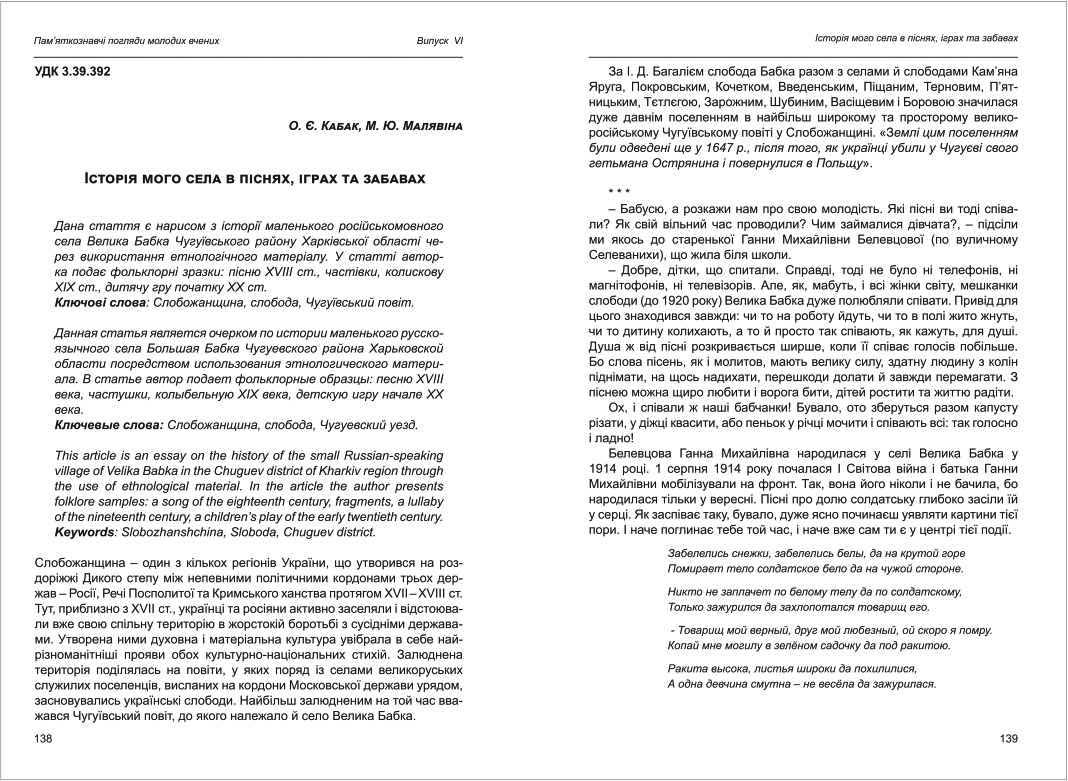 Пам’яткознавчі погляди молодих вчених Випуск VI
УДК 3.39.392
О. Є. Кабак, М. Ю. Малявіна
Історія мого села в піснях, іграх та забавах
Дана стаття є нарисом з історії маленького російськомовного
села Велика Бабка Чугуївського району Харківської області че-
рез використання етнологічного матеріалу. У статті автор-
ка подає фольклорні зразки: пісню XVIII ст., частівки, колискову
XIX ст., дитячу гру початку XX ст.
Ключові слова: Слобожанщина, слобода, Чугуївський повіт.
Данная статья является очерком по истории маленького русско-
язычного села Большая Бабка Чугуевского района Харьковской
области посредством использования этнологического матери-
ала. В статье автор подает фольклорные образцы: песню XVIII
века, частушки, колыбельную XIX века, детскую игру начале XX
века.
Ключевые слова: Слобожанщина, слобода, Чугуевский уезд.
This article is an essay on the history of the small Russian-speaking
village of Velika Babka in the Chuguev district of Kharkiv region through
the use of ethnological material. In the article the author presents
folklore samples: a song of the eighteenth century, fragments, a lullaby
of the nineteenth century, a children’s play of the early twentieth century.
Keywords: Slobozhanshchina, Sloboda, Chuguev district.
Слобожанщина – один з кількох регіонів України, що утворився на роз-
доріжжі Дикого степу між непевними політичними кордонами трьох дер-
жав – Росії, Речі Посполитої та Кримського ханства протягом XVII – XVIII ст.
Тут, приблизно з XVII ст., українці та росіяни активно заселяли і відстоюва-
ли вже свою спільну територію в жорстокій боротьбі з сусідніми держава-
ми. Утворена ними духовна і матеріальна культура увібрала в себе най-
різноманітніші прояви обох культурно-національних стихій. Залюднена
територія поділялась на повіти, у яких поряд із селами великоруських
служилих поселенців, висланих на кордони Московської держави урядом,
засновувались українські слободи. Найбільш залюдненим на той час вва-
жався Чугуївський повіт, до якого належало й село Велика Бабка.
138
Історія мого села в піснях, іграх та забавах
За І. Д. Багалієм слобода Бабка разом з селами й слободами Кам’яна
Яруга, Покровським, Кочетком, Введенським, Піщаним, Терновим, П’ят-
ницьким, Тєтлєгою, Зарожним, Шубиним, Васіщевим і Боровою значилася
дуже давнім поселенням в найбільш широкому та просторому велико-
російському Чугуївському повіті у Слобожанщині. «Землі цим поселенням
були одведені ще у 1647 р., після того, як українці убили у Чугуєві свого
гетьмана Острянина і повернулися в Польщу».
* * *
– Бабусю, а розкажи нам про свою молодість. Які пісні ви тоді співа-
ли? Як свій вільний час проводили? Чим займалися дівчата?, – підсіли
ми якось до старенької Ганни Михайлівни Белевцової (по вуличному
Селеванихи), що жила біля школи.
– Добре, дітки, що спитали. Справді, тоді не було ні телефонів, ні
магнітофонів, ні телевізорів. Але, як, мабуть, і всі жінки світу, мешканки
слободи (до 1920 року) Велика Бабка дуже полюбляли співати. Привід для
цього знаходився завжди: чи то на роботу йдуть, чи то в полі жито жнуть,
чи то дитину колихають, а то й просто так співають, як кажуть, для душі.
Душа ж від пісні розкривається ширше, коли її співає голосів побільше.
Бо слова пісень, як і молитов, мають велику силу, здатну людину з колін
піднімати, на щось надихати, перешкоди долати й завжди перемагати. З
піснею можна щиро любити і ворога бити, дітей ростити та життю радіти.
Ох, і співали ж наші бабчанки! Бувало, ото зберуться разом капусту
різати, у діжці квасити, або пеньок у річці мочити і співають всі: так голосно
і ладно!
Белевцова Ганна Михайлівна народилася у селі Велика Бабка у
1914 році. 1 серпня 1914 року почалася І Світова війна і батька Ганни
Михайлівни мобілізували на фронт. Так, вона його ніколи і не бачила, бо
народилася тільки у вересні. Пісні про долю солдатську глибоко засіли їй
у серці. Як заспіває таку, бувало, дуже ясно починаєш уявляти картини тієї
пори. І наче поглинає тебе той час, і наче вже сам ти є у центрі тієї події.
Забелелись снежки, забелелись белы, да на крутой горе
Помирает тело солдатское бело да на чужой стороне.
Никто не заплачет по белому телу да по солдатскому,
Только зажурился да захлопотался товарищ его.
- Товарищ мой верный, друг мой любезный, ой скоро я помру.
Копай мне могилу в зелёном садочку да под ракитою.
Ракита высока, листья широки да похилилися,
А одна девчина смутна – не весёла да зажурилася.
139